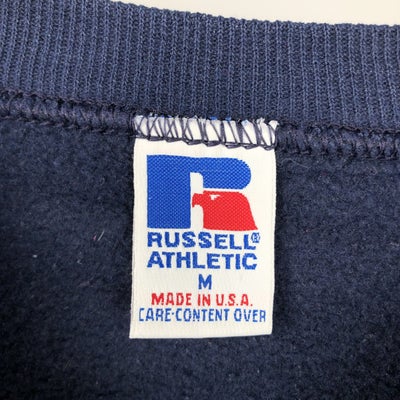 R
RUSSELL®
ATHLETIC
M
MADE IN U.S.A.
CARE-CONTENT OVER